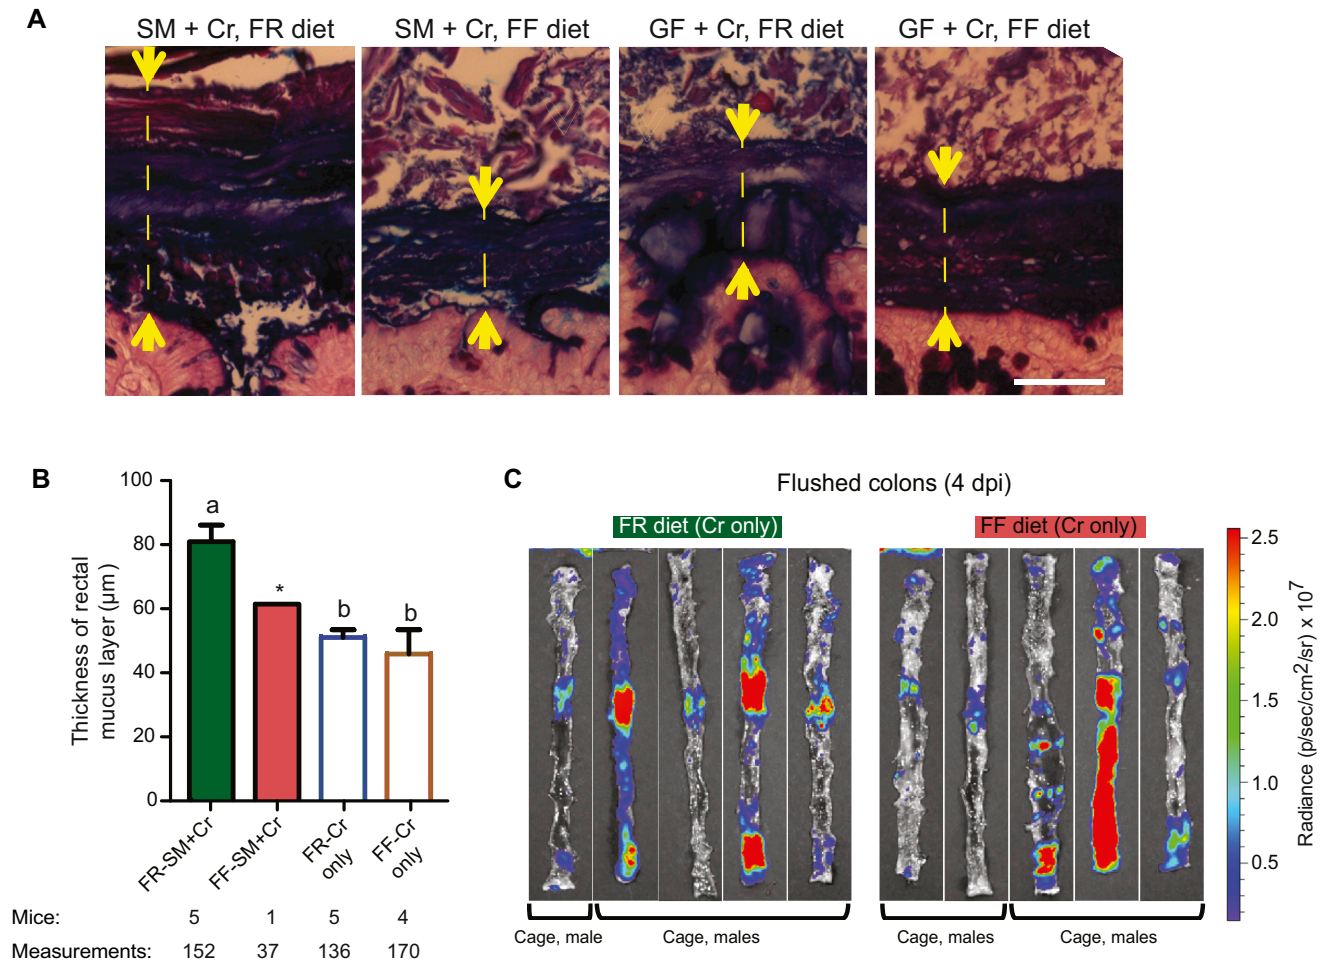 A
SM + Cr, FR diet
SM + Cr, FF diet
GF + Cr, FR diet
GF + Cr, FF diet
B
Thickness of rectal
mucus layer (μm)
100
80
60
40
20
0
a
*
b
b
FR-SM+Cr
FF-SM+Cr
FR-Cr
only
FF-Cr
only
Mice:
5
1
5
4
Measurements:
152
37
136
170
C
Flushed colons (4 dpi)
FR diet (Cr only)
FF diet (Cr only)
Cage, male
Cage, males
Cage, males
Cage, males
2.5
2.0
1.5
1.0
0.5
Radiance (p/sec/cm2/sr) x 10⁷